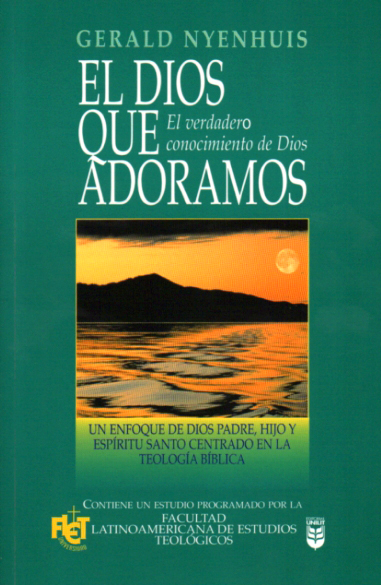 GERALD NYENHUIS
EL DIOS
QUE
El verdadero
conocimiento de Dios
ADORAMOS
UN ENFOQUE DE DIOS PADRE, HIJO Y
ESPÍRITU SANTO CENTRADO EN LA
TEOLOGÍA BÍBLICA
CONTIENE UN ESTUDIO PROGRAMADO POR LA
FACULTAD
LATINOAMERICANA DE ESTUDIOS
TEOLÓGICOS
FLET
UNILIT